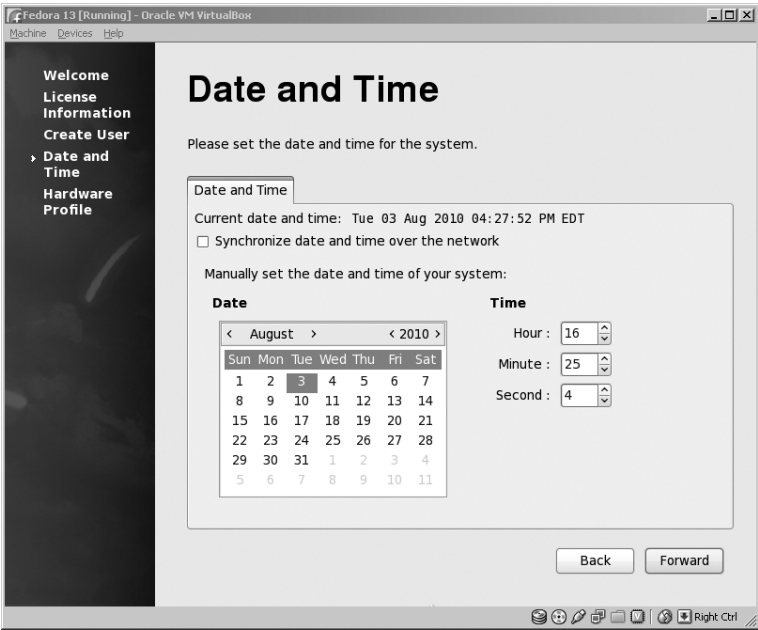 Fedora 13 [Running] - Oracle VM VirtualBox
Machine Devices Help
Welcome
License
Information
Create User
Date and
Time
Hardware
Profile
Date and Time
Please set the date and time for the system.
Date and Time
Current date and time: Tue 03 Aug 2010 04:27:52 PM EDT
Synchronize date and time over the network
Manually set the date and time of your system:
Date
< August > < 2010 >
Sun Mon Tue Wed Thu Fri Sat
1 2 3 4 5 6 7
8 9 10 11 12 13 14
15 16 17 18 19 20 21
22 23 24 25 26 27 28
29 30 31 1 2 3 4
5 6 7 8 9 10 11
Time
Hour : 16
Minute : 25
Second : 4
Back Forward
Right Ctrl